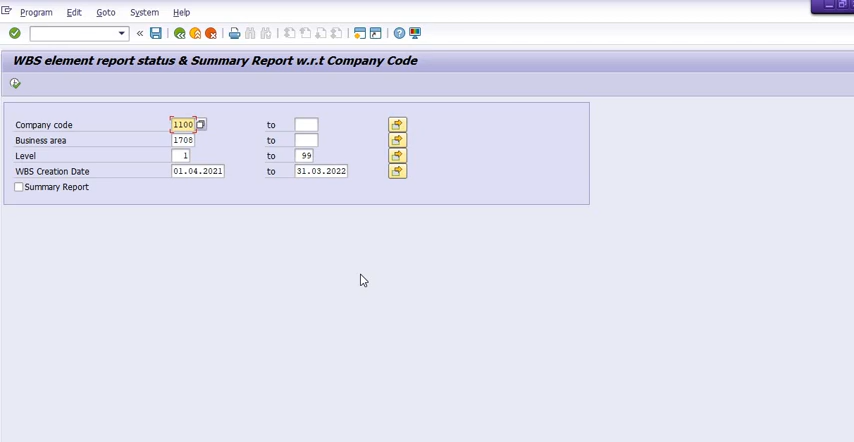 Program Edit Goto System Help
WBS element report status & Summary Report w.r.t Company Code
Company code 1100 to
Business area 1708 to
Level 1 to 99
WBS Creation Date 01.04.2021 to 31.03.2022
Summary Report